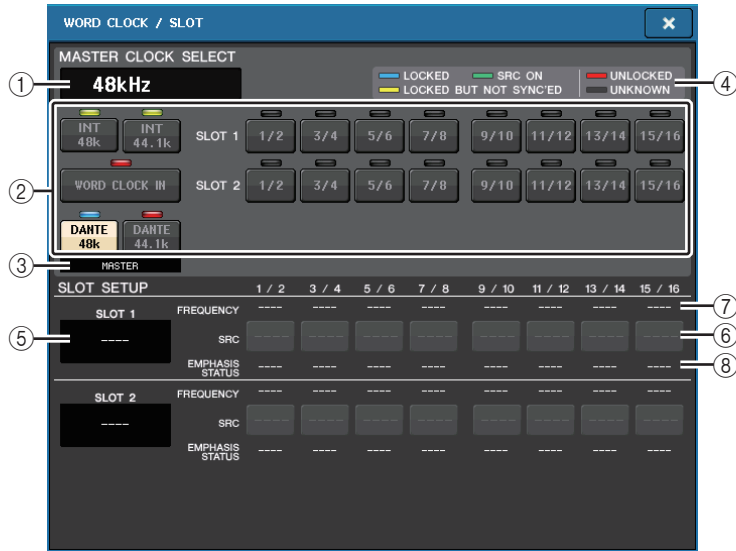 WORD CLOCK / SLOT ×
MASTER CLOCK SELECT
① 48kHz LOCKED SRC ON UNLOCKED ④
LOCKED BUT NOT SYNC'ED UNKNOWN
INT 48k INT 44.1k SLOT 1 1/2 3/4 5/6 7/8 9/10 11/12 13/14 15/16
② WORD CLOCK IN SLOT 2 1/2 3/4 5/6 7/8 9/10 11/12 13/14 15/16
DANTE 48k DANTE 44.1k
③ MASTER
SLOT SETUP 1 / 2 3 / 4 5 / 6 7 / 8 9 / 10 11 / 12 13 / 14 15 / 16
SLOT 1 FREQUENCY ---- ---- ---- ---- ---- ---- ---- ---- ⑦
⑤ ---- SRC ---- ---- ---- ---- ---- ---- ---- ---- ⑥
EMPHASIS STATUS ---- ---- ---- ---- ---- ---- ---- ---- ⑧
SLOT 2 FREQUENCY ---- ---- ---- ---- ---- ---- ---- ----
---- SRC ---- ---- ---- ---- ---- ---- ---- ----
EMPHASIS STATUS ---- ---- ---- ---- ---- ---- ---- ----